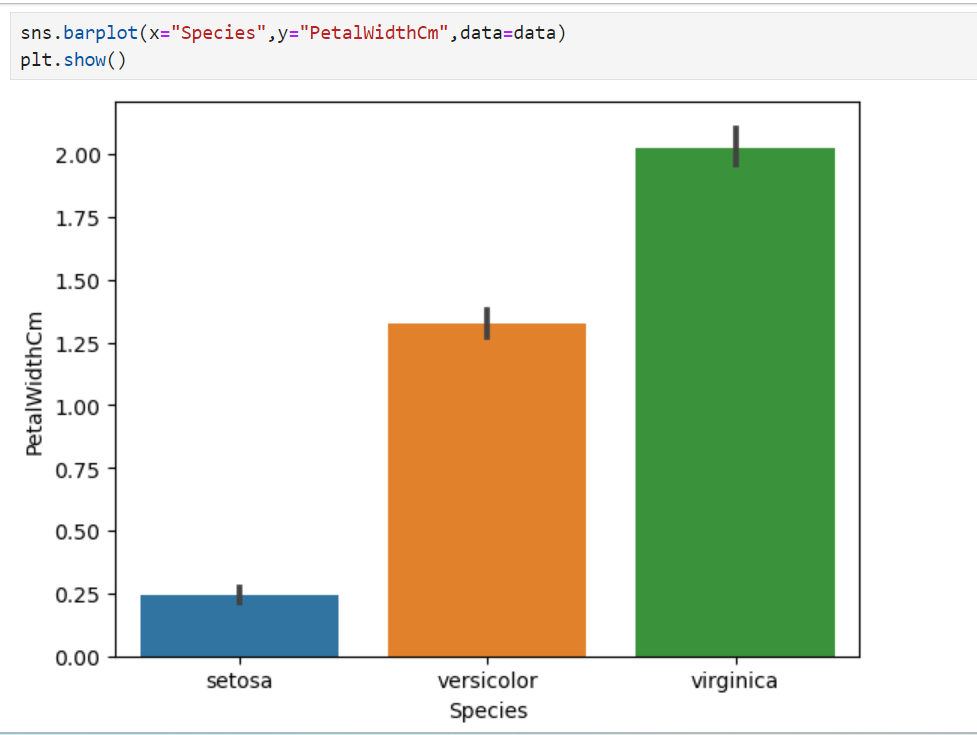 sns.barplot(x="Species",y="PetalWidthCm",data=data)
plt.show()
2.00
1.75
1.50
1.25
1.00
0.75
0.50
0.25
0.00
PetalWidthCm
setosa versicolor virginica
Species